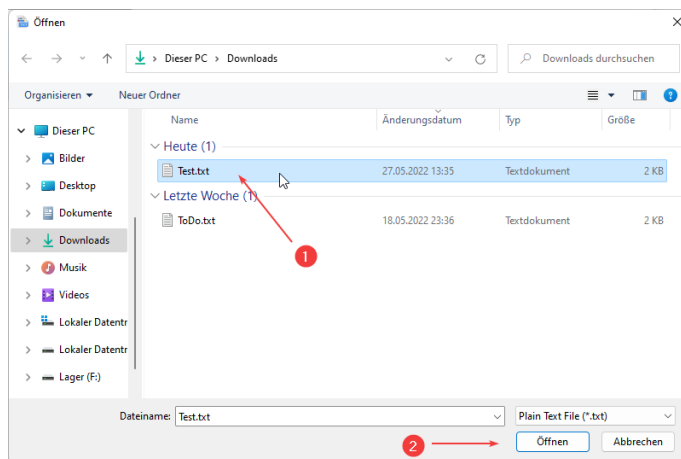 Öffnen
Dieser PC > Downloads
Downloads durchsuchen
Organisieren Neuer Ordner
Name Änderungsdatum Typ Größe
Dieser PC
Bilder
Desktop
Dokumente
Downloads
Musik
Videos
Lokaler Datentr
Lokaler Datentr
Lager (F:)
Heute (1)
Test.txt 27.05.2022 13:35 Textdokument 2 KB
Letzte Woche (1)
ToDo.txt 18.05.2022 23:36 Textdokument 2 KB
1
Dateiname: Test.txt Plain Text File (*.txt)
2 Öffnen Abbrechen